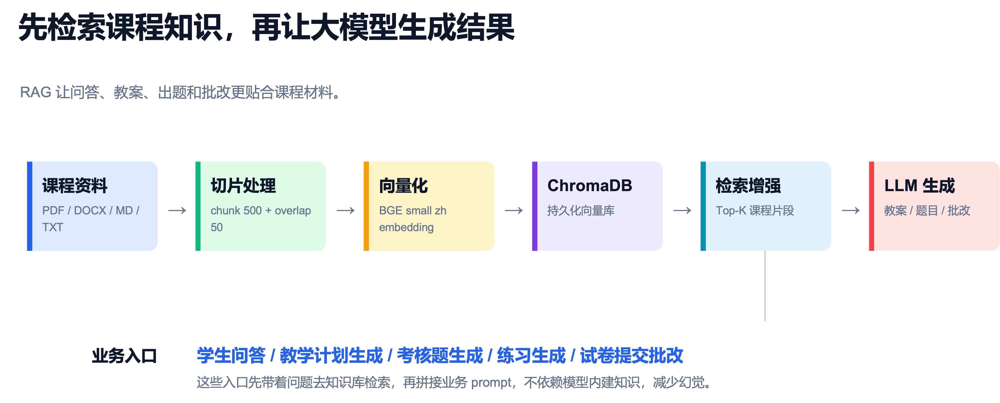 先检索课程知识，再让大模型生成结果
RAG 让问答、教案、出题和批改更贴合课程材料。
课程资料
PDF / DOCX / MD /
TXT
→
切片处理
chunk 500 + overlap
50
→
向量化
BGE small zh
embedding
→
ChromaDB
持久化向量库
→
检索增强
Top-K 课程片段
→
LLM 生成
教案 / 题目 / 批改
业务入口
学生问答 / 教学计划生成 / 考核题生成 / 练习生成 / 试卷提交批改
这些入口先带着问题去知识库检索，再拼接业务 prompt，不依赖模型内建知识，减少幻觉。